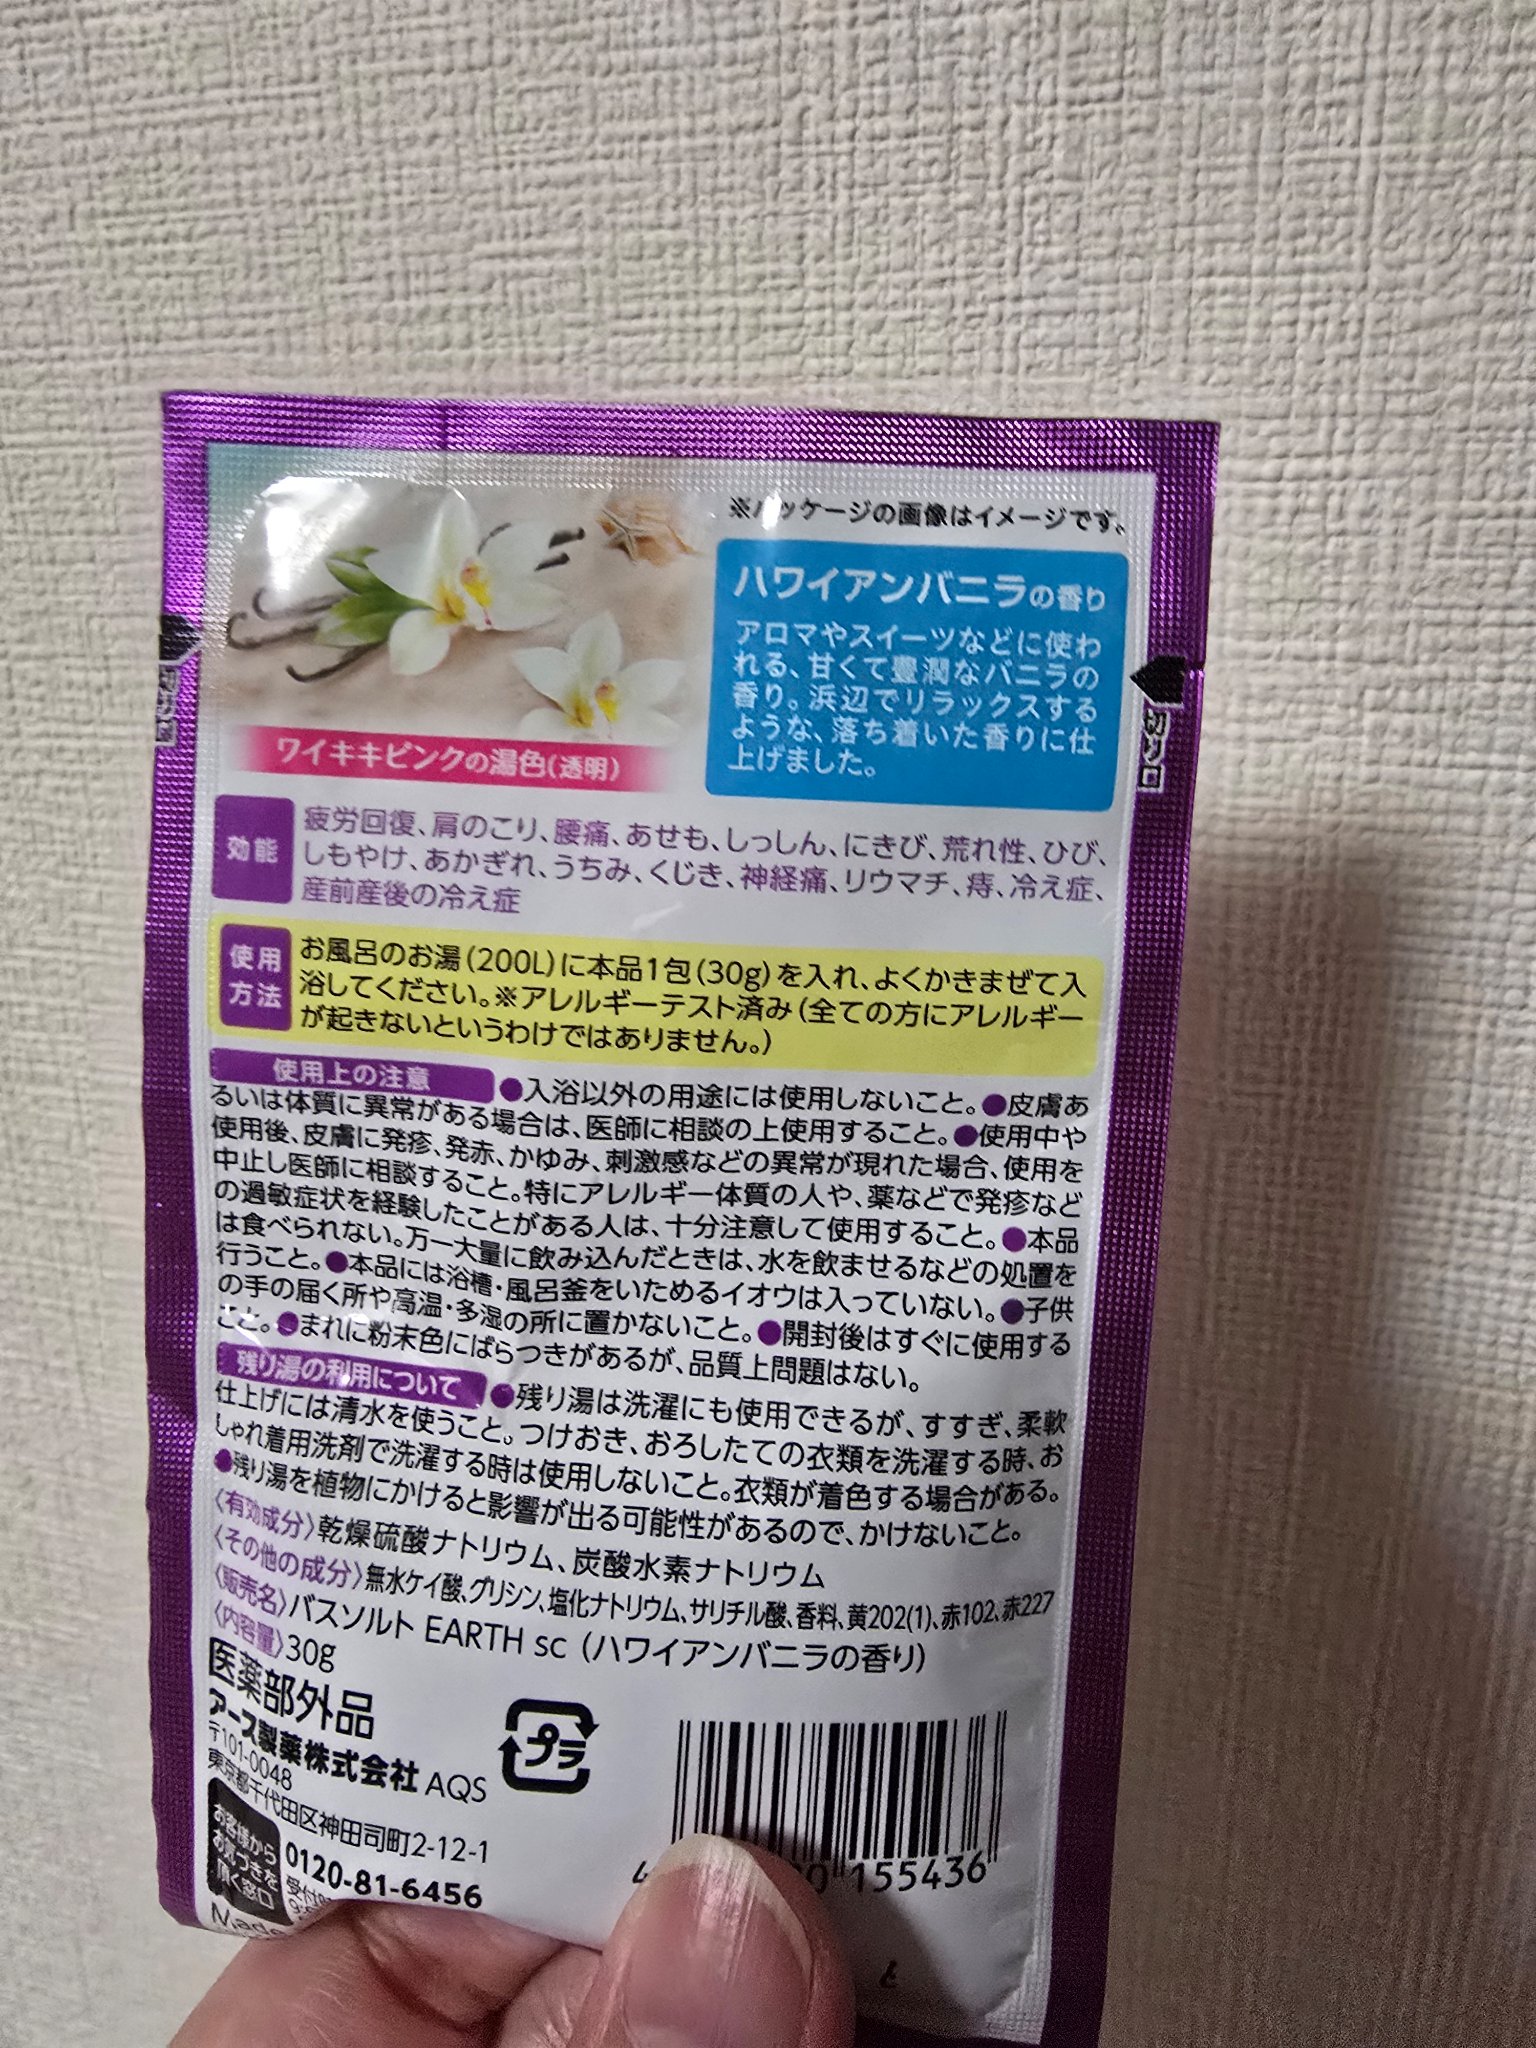 ※パッケージの画像はイメージです。
ハワイアンバニラの香り
アロマやスイーツなどに使わ
れる、甘くて豊潤なバニラの
香り。浜辺でリラックスする
ような、落ち着いた香りに仕
上げました。
ワイキキピンクの湯色(透明)
効能
疲労回復、肩のこり、腰痛、あせも、しっしん、にきび、荒れ性、ひび、
しもやけ、あかぎれ、うちみ、くじき、神経痛、リウマチ、痔、冷え症、
産前産後の冷え症
使用
方法
お風呂のお湯(200L)に本品1包(30g)を入れ、よくかきまぜて入
浴してください。※アレルギーテスト済み(全ての方にアレルギー
が起きないというわけではありません。)
使用上の注意 ●入浴以外の用途には使用しないこと。●皮膚あ
るいは体質に異常がある場合は、医師に相談の上使用すること。●使用中や
使用後、皮膚に発疹、発赤、かゆみ、刺激感などの異常が現れた場合、使用を
中止し医師に相談すること。特にアレルギー体質の人や、薬などで発疹など
の過敏症状を経験したことがある人は、十分注意して使用すること。●本品
は食べられない。万一大量に飲み込んだときは、水を飲ませるなどの処置を
行うこと。●本品には浴槽・風呂釜をいためるイオウは入っていない。●子供
の手の届く所や高温・多湿の所に置かないこと。●開封後はすぐに使用する
こと。●まれに粉末色にばらつきがあるが、品質上問題はない。
残り湯の利用について ●残り湯は洗濯にも使用できるが、すすぎ、柔軟
仕上げには清水を使うこと。つけおき、おろしたての衣類を洗濯する時、お
しゃれ着用洗剤で洗濯する時は使用しないこと。衣類が着色する場合がある。
●残り湯を植物にかけると影響が出る可能性があるので、かけないこと。
〈有効成分〉乾燥硫酸ナトリウム、炭酸水素ナトリウム
〈その他の成分〉無水ケイ酸、グリシン、塩化ナトリウム、サリチル酸、香料、黄202(1)、赤102、赤227
〈販売名〉バスソルト EARTH sc (ハワイアンバニラの香り)
〈内容量〉30g
医薬部外品
アース製薬株式会社 AQS
〒101-0048
東京都千代田区神田司町2-12-1
お客様から
お気づきを
頂く窓口
0120-81-6456
受付
Made
プラ
155436